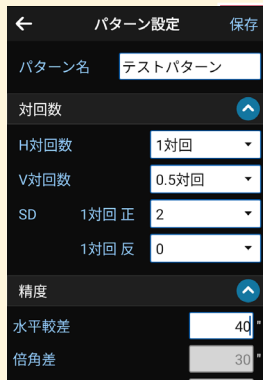 ← パターン設定 保存
パターン名 テストパターン
対回数
H対回数 1対回
V対回数 0.5対回
SD 1対回 正 2
1対回 反 0
精度
水平較差 40 "
倍角差 30 "